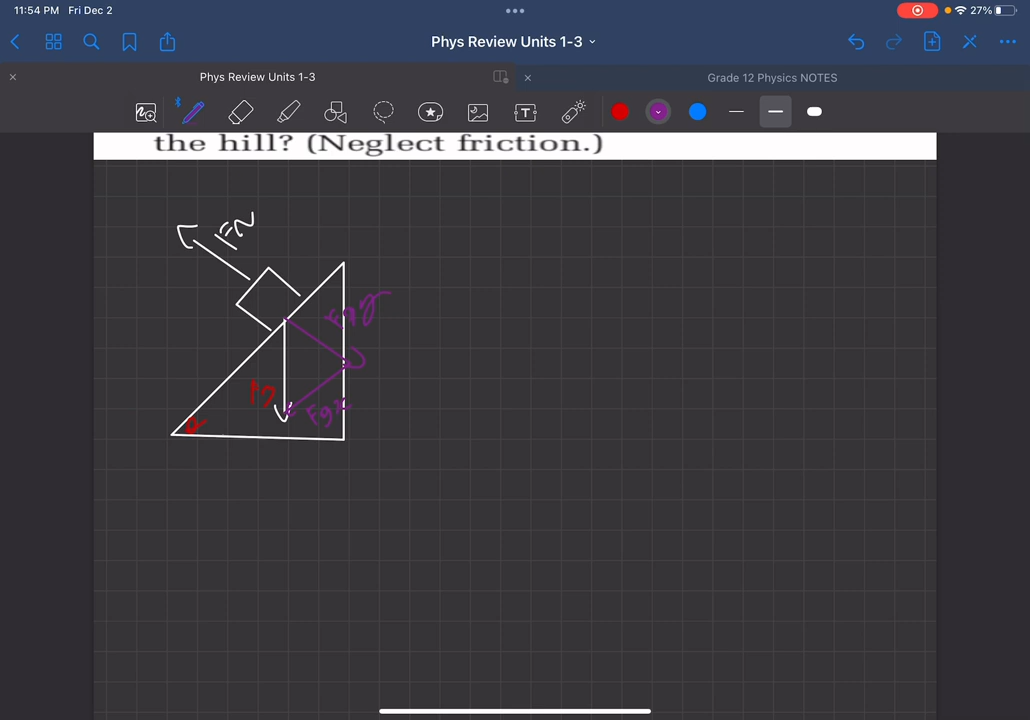 11:54 PM Fri Dec 2
27%
Phys Review Units 1-3
Phys Review Units 1-3
Grade 12 Physics NOTES
T
the hill? (Neglect friction.)
FN
Fgy
Fg
Fgx